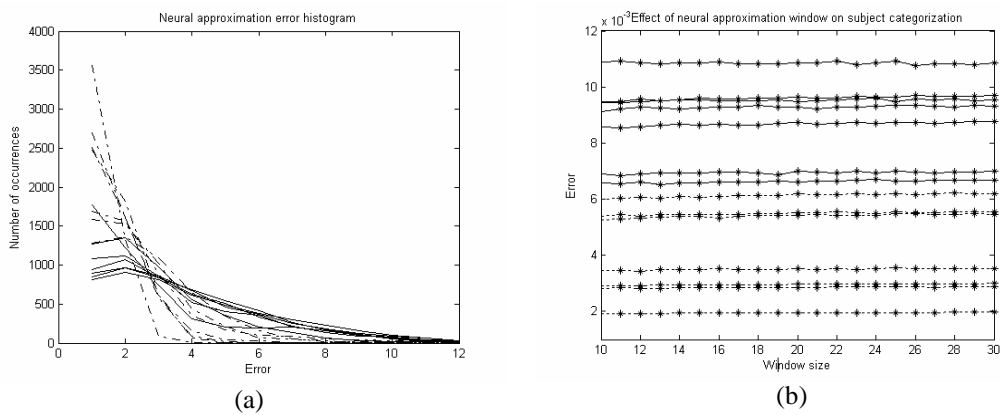 Neural approximation error histogram
4000
3500
3000
2500
2000
1500
1000
500
0
Number of occurrences
0 2 4 6 8 10 12
Error
(a)
x 10^-3 Effect of neural approximation window on subject categorization
12
10
8
6
4
2
Error
10 12 14 16 18 20 22 24 26 28 30
Window size
(b)